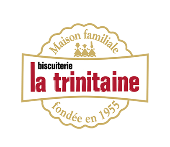 Maison familiale
biscuiterie
la trinitaine
fondée en 1955